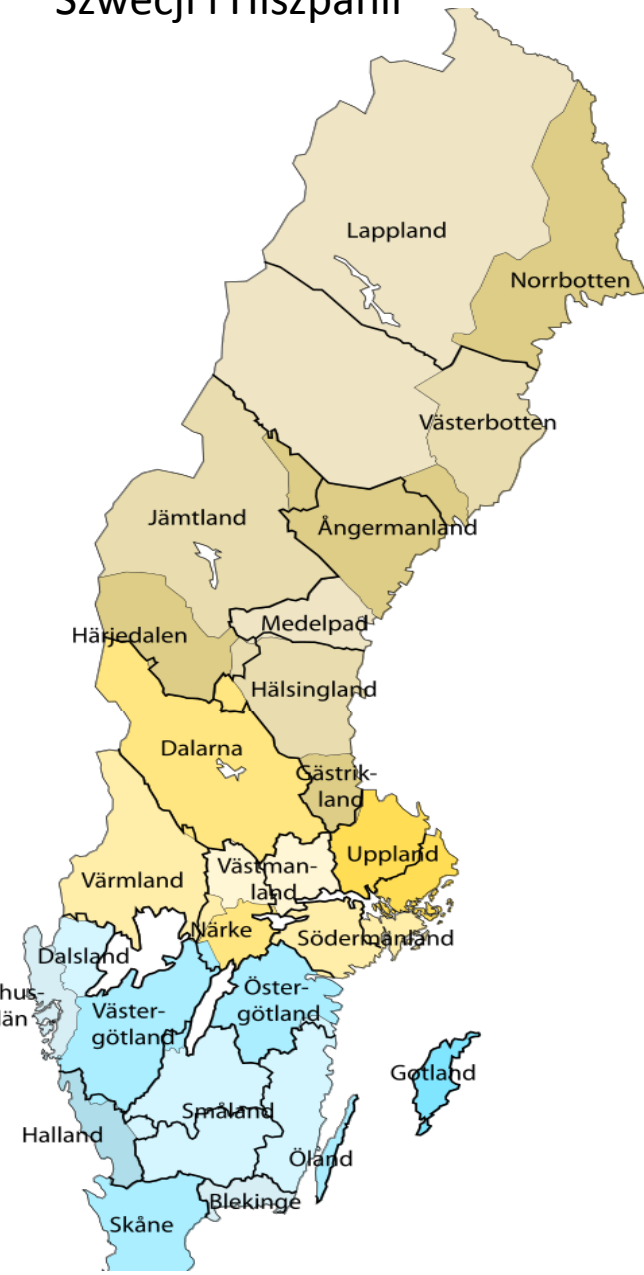 Szwecji i Hiszpanii
Lappland
Norrbotten
Västerbotten
Jämtland
Ångermanland
Medelpad
Härjedalen
Hälsingland
Dalarna
Gästrik-
land
Uppland
Västman-
land
Värmland
Närke
Södermanland
Dalsland
hus-
län
Väster-
götland
Öster-
götland
Gotland
Småland
Halland
Öland
Blekinge
Skåne